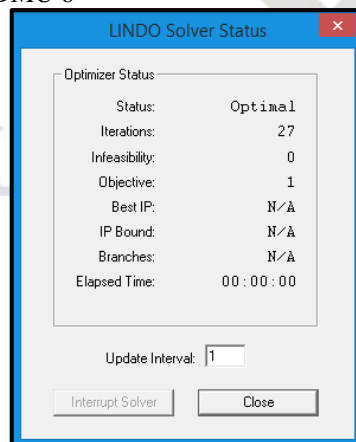 LINDO Solver Status
×
Optimizer Status
Status: Optimal
Iterations: 27
Infeasibility: 0
Objective: 1
Best IP: N/A
IP Bound: N/A
Branches: N/A
Elapsed Time: 00:00:00
Update Interval: 1
Interrupt Solver Close